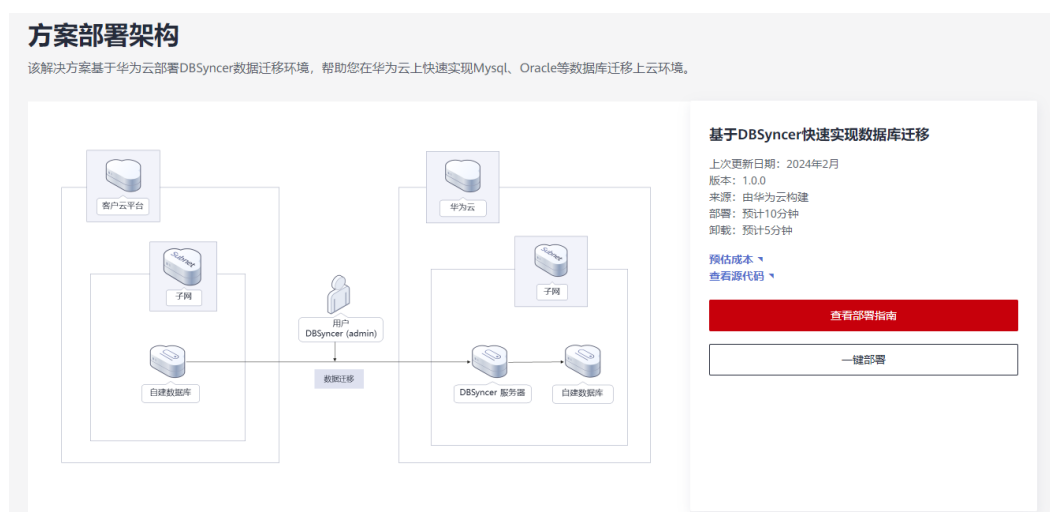 方案部署架构
该解决方案基于华为云部署DBSyncer数据迁移环境，帮助您在华为云上快速实现Mysql、Oracle等数据库迁移上云环境。
客户云平台
Subnet
子网
自建数据库
用户
DBSyncer (admin)
数据迁移
华为云
Subnet
子网
DBSyncer 服务器
自建数据库
基于DBSyncer快速实现数据库迁移
上次更新日期：2024年2月
版本：1.0.0
来源：由华为云构建
部署：预计10分钟
卸载：预计5分钟
预估成本
查看源代码
查看部署指南
一键部署